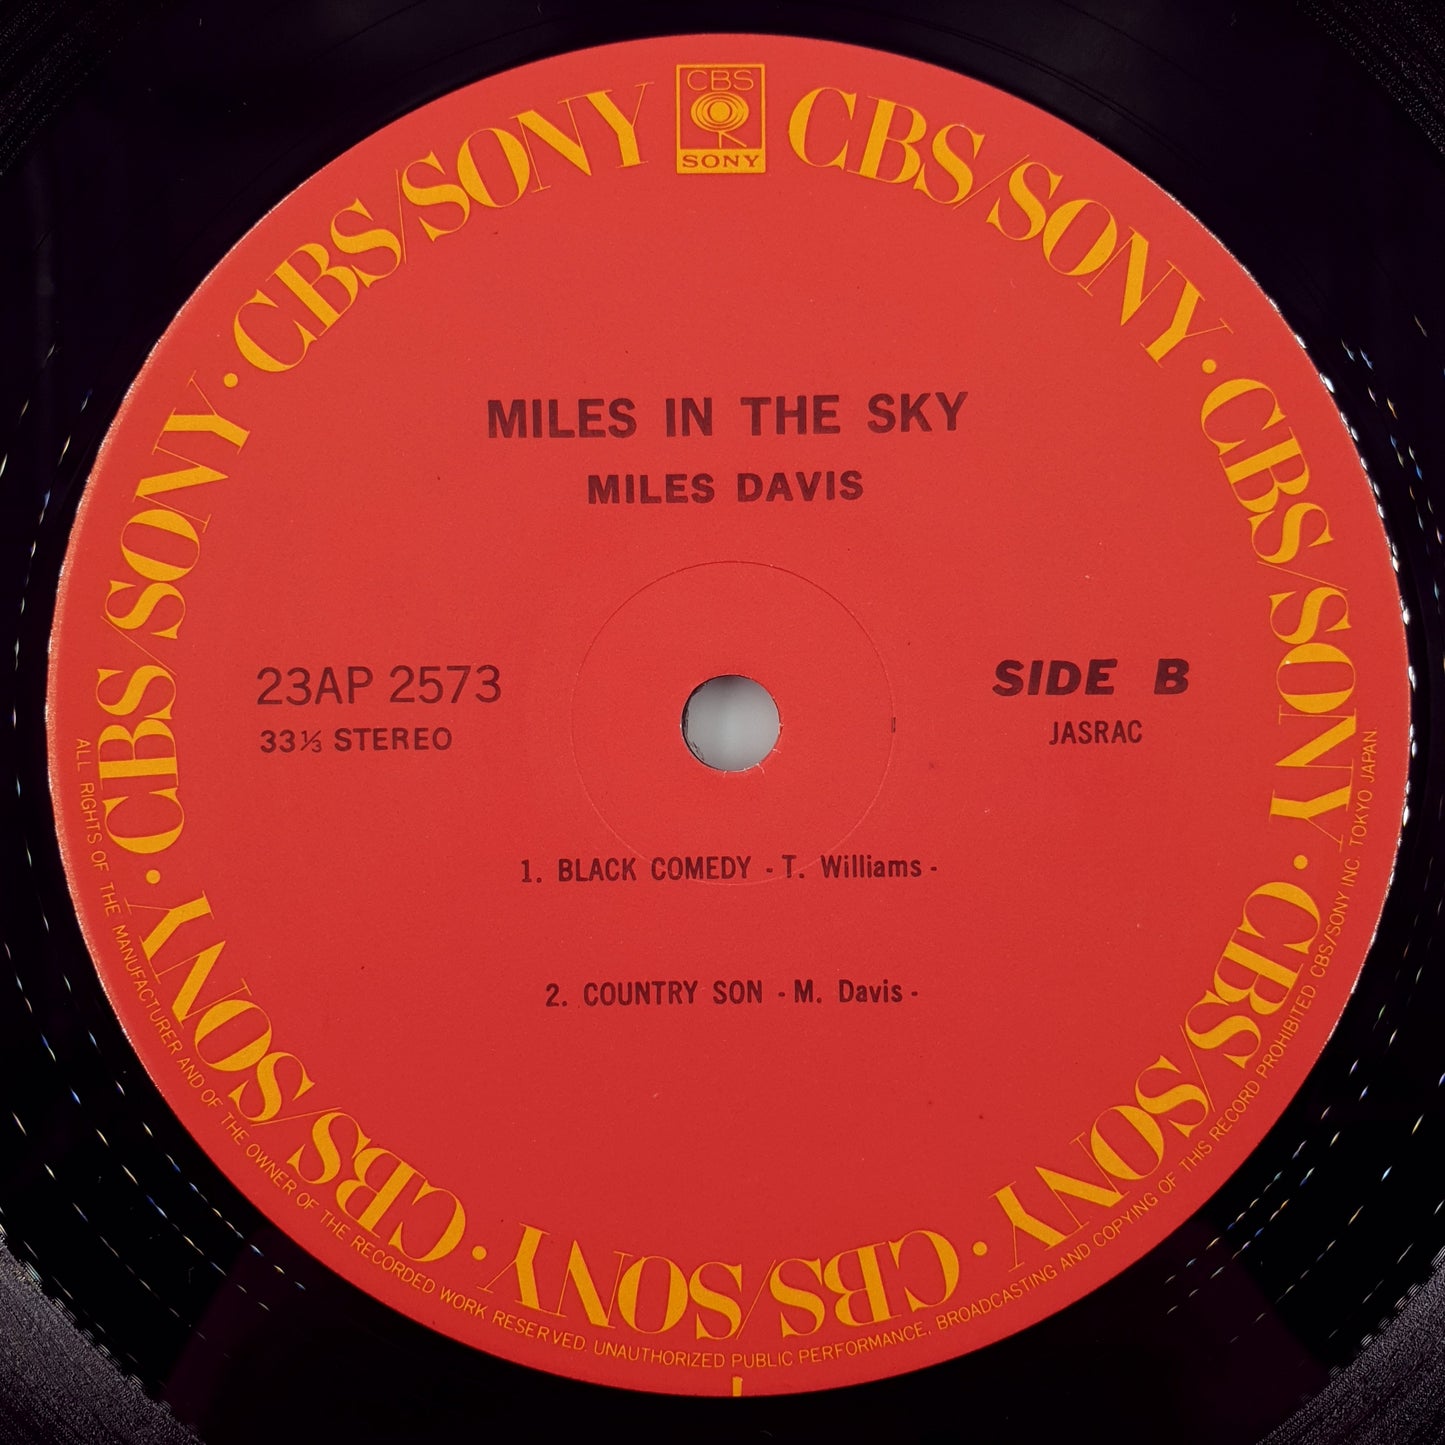 CBS
SONY
CBS/SONY · CBS/SONY · CBS/SONY · CBS/SONY · CBS/SONY · CBS/SONY · CBS/SONY · CBS/SONY
MILES IN THE SKY
MILES DAVIS
23AP 2573
33⅓ STEREO
SIDE B
JASRAC
1. BLACK COMEDY - T. Williams -
2. COUNTRY SON - M. Davis -
ALL RIGHTS OF THE MANUFACTURER AND OF THE OWNER OF THE RECORDED WORK RESERVED. UNAUTHORIZED PUBLIC PERFORMANCE, BROADCASTING AND COPYING OF THIS RECORD PROHIBITED CBS/SONY INC. TOKYO JAPAN